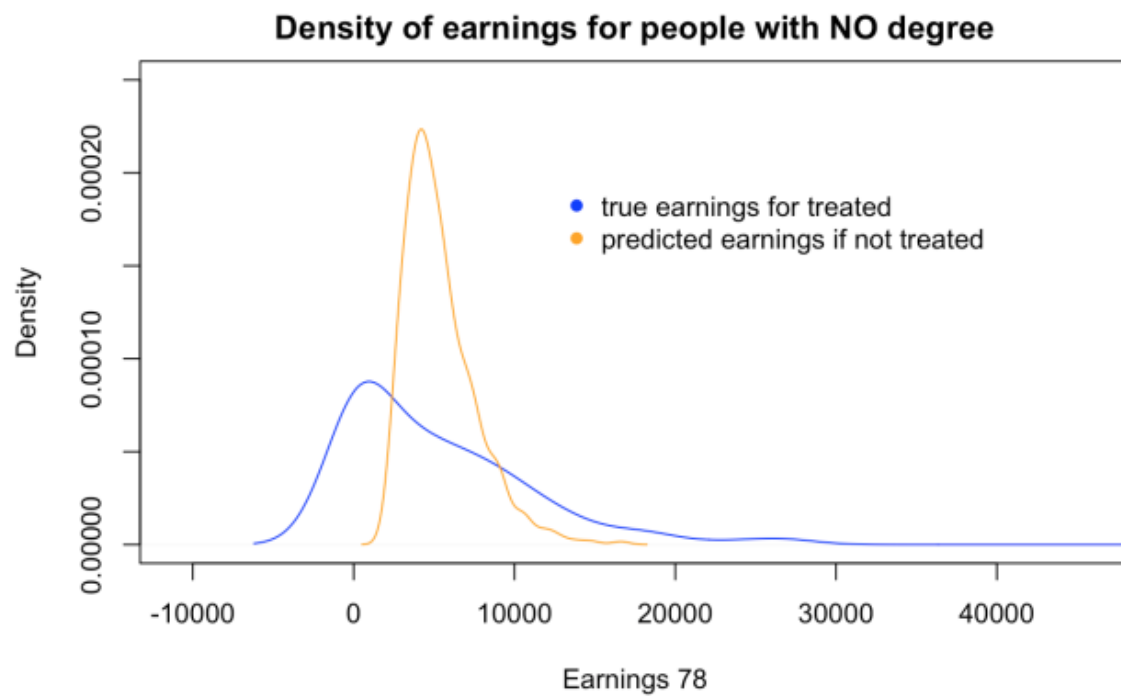 Density of earnings for people with NO degree
Density
0.00020
0.00010
0.00000
true earnings for treated
predicted earnings if not treated
-10000 0 10000 20000 30000 40000
Earnings 78